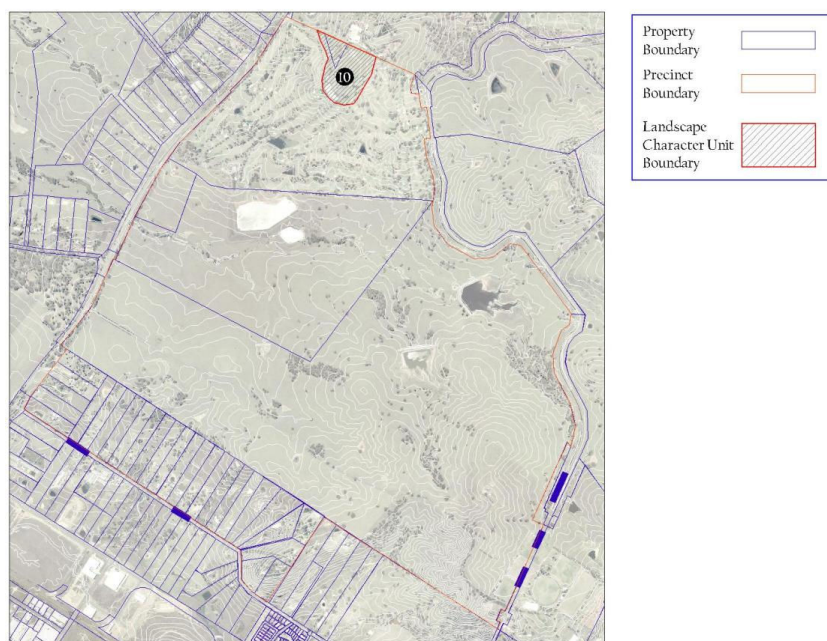 10
Property
Boundary
Precinct
Boundary
Landscape
Character Unit
Boundary